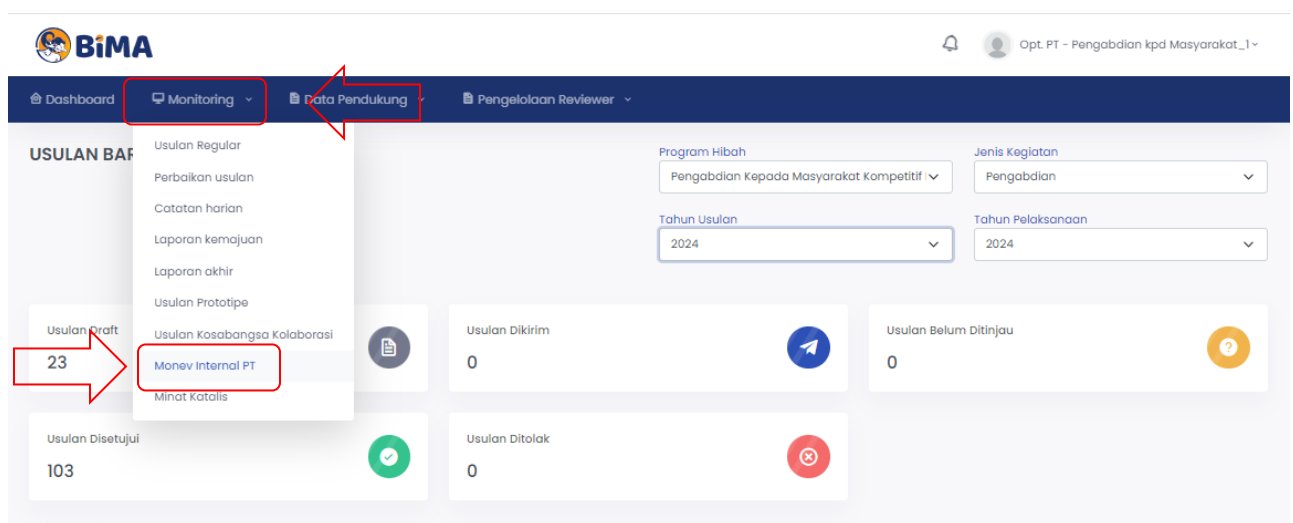 BiMA
Opt. PT - Pengabdian kpd Masyarakat_1
Dashboard Monitoring Data Pendukung Pengelolaan Reviewer
USULAN BAR
Usulan Regular
Perbaikan usulan
Catatan harian
Laporan kemajuan
Laporan akhir
Usulan Prototipe
Usulan Kosabangsa Kolaborasi
Monev Internal PT
Minat Katalis
Program Hibah
Pengabdian Kepada Masyarakat Kompetitif
Jenis Kegiatan
Pengabdian
Tahun Usulan
2024
Tahun Pelaksanaan
2024
Usulan Draft
23
Usulan Dikirim
0
Usulan Belum Ditinjau
0
Usulan Disetujui
103
Usulan Ditolak
0